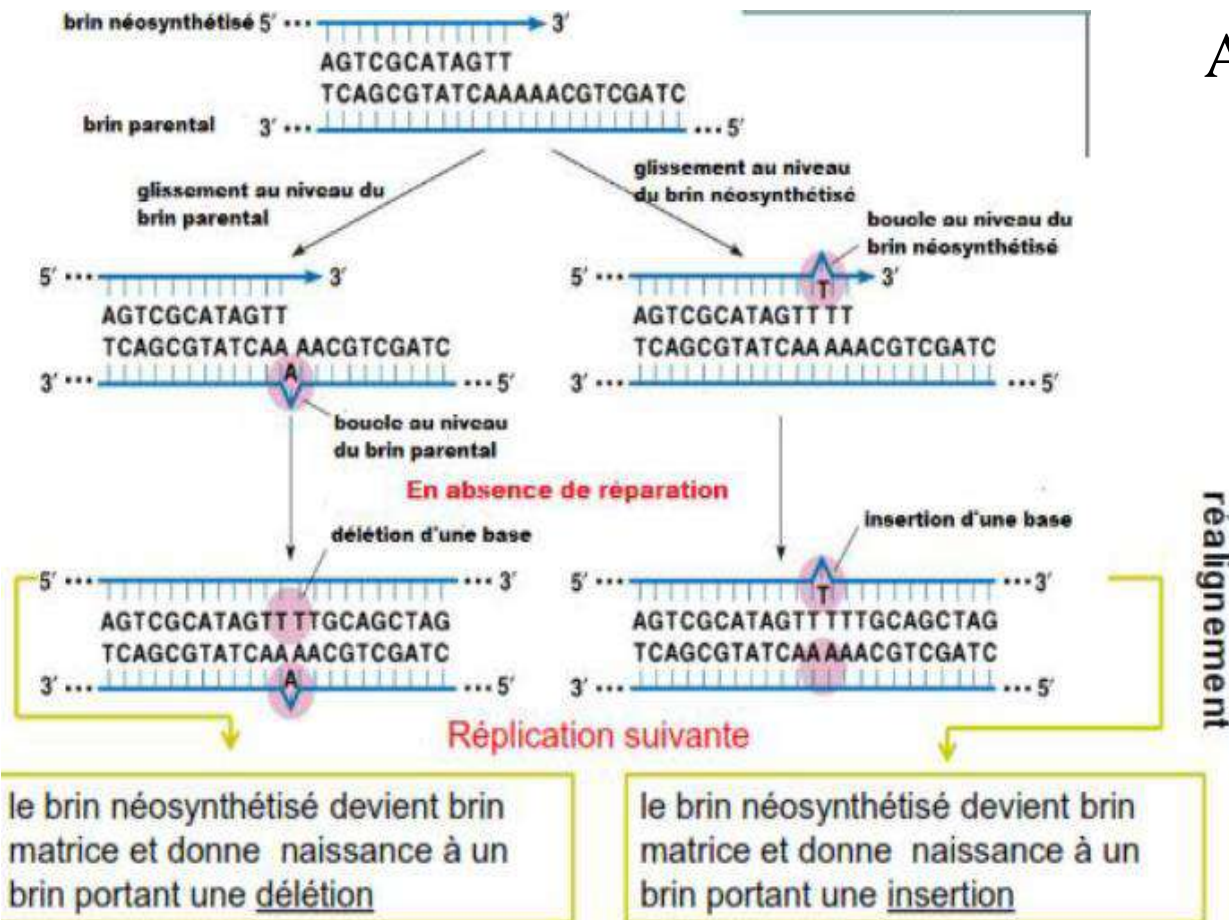 A
brin néosynthétisé 5' ... 3'
AGTCGCATAGTT
TCAGCGTATCAAAAACGTCGATC
brin parental 3' ... ... 5'
glissement au niveau du
brin parental
glissement au niveau
du brin néosynthétisé
boucle au niveau du
brin néosynthétisé
5' ... 3'
AGTCGCATAGTT
TCAGCGTATCAA AACGTCGATC
A
3' ... ... 5'
boucle au niveau
du brin parental
5' ... 3'
T
AGTCGCATAGTT TT
TCAGCGTATCAA AAACGTCGATC
3' ... ... 5'
En absence de réparation
délétion d'une base
insertion d'une base
5' ... ... 3'
AGTCGCATAGTT TTGCAGCTAG
TCAGCGTATCAA AACGTCGATC
A
3' ... ... 5'
5' ... ... 3'
T
AGTCGCATAGTT TTTGCAGCTAG
TCAGCGTATCAAAAACGTCGATC
3' ... ... 5'
réalignement
Réplication suivante
le brin néosynthétisé devient brin
matrice et donne naissance à un
brin portant une délétion
le brin néosynthétisé devient brin
matrice et donne naissance à un
brin portant une insertion